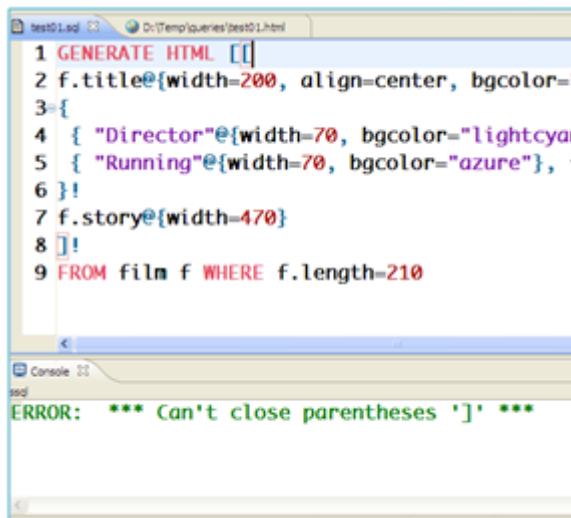 test01.sql D:\Temp\queries\test01.html
1 GENERATE HTML [[
2 f.title@{width=200, align=center, bgcolor=
3 {
4 { "Director"@{width=70, bgcolor="lightcya
5 { "Running"@{width=70, bgcolor="azure"},
6 }!
7 f.story@{width=470}
8 ]!
9 FROM film f WHERE f.length=210
Console
ssql
ERROR: *** Can't close parentheses ']' ***